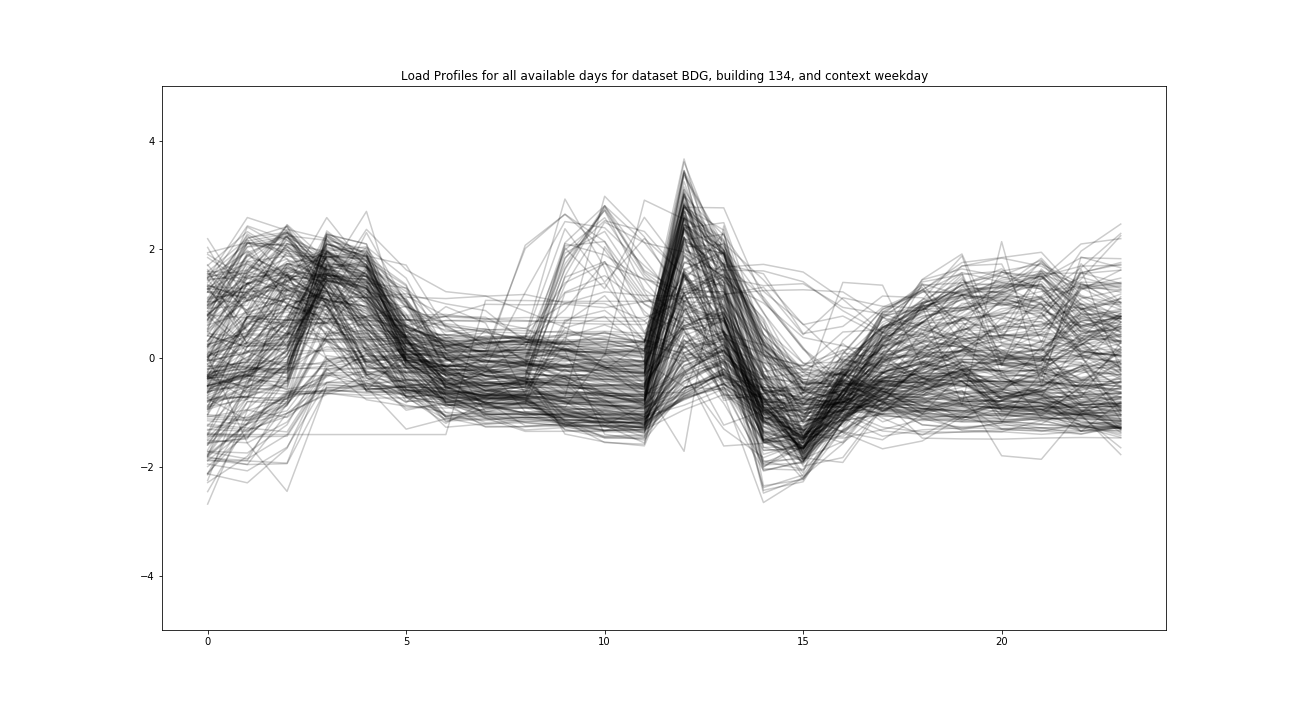 Load Profiles for all available days for dataset BDG, building 134, and context weekday
4
2
0
−2
−4
0 5 10 15 20